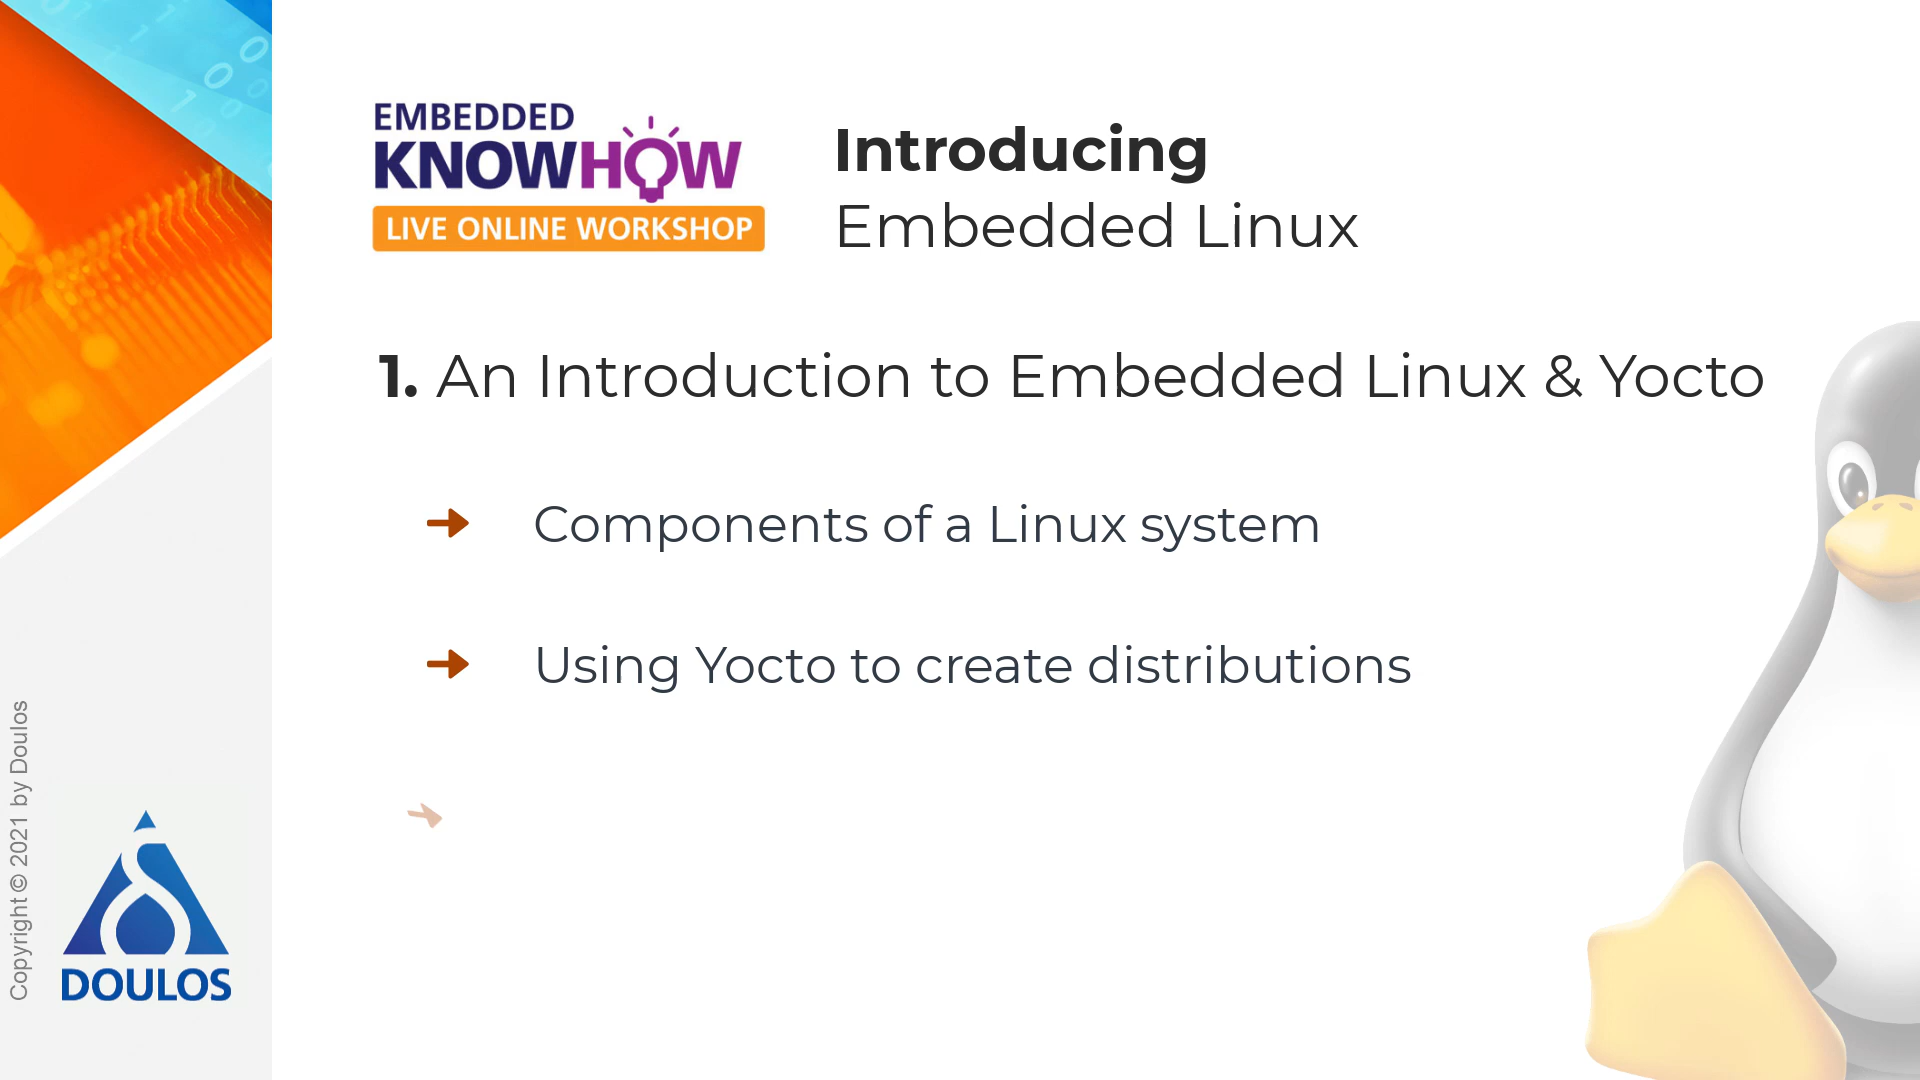 EMBEDDED
KNOWHOW
LIVE ONLINE WORKSHOP
Introducing
Embedded Linux
1. An Introduction to Embedded Linux & Yocto
Components of a Linux system
Using Yocto to create distributions
Copyright © 2021 by Doulos
DOULOS